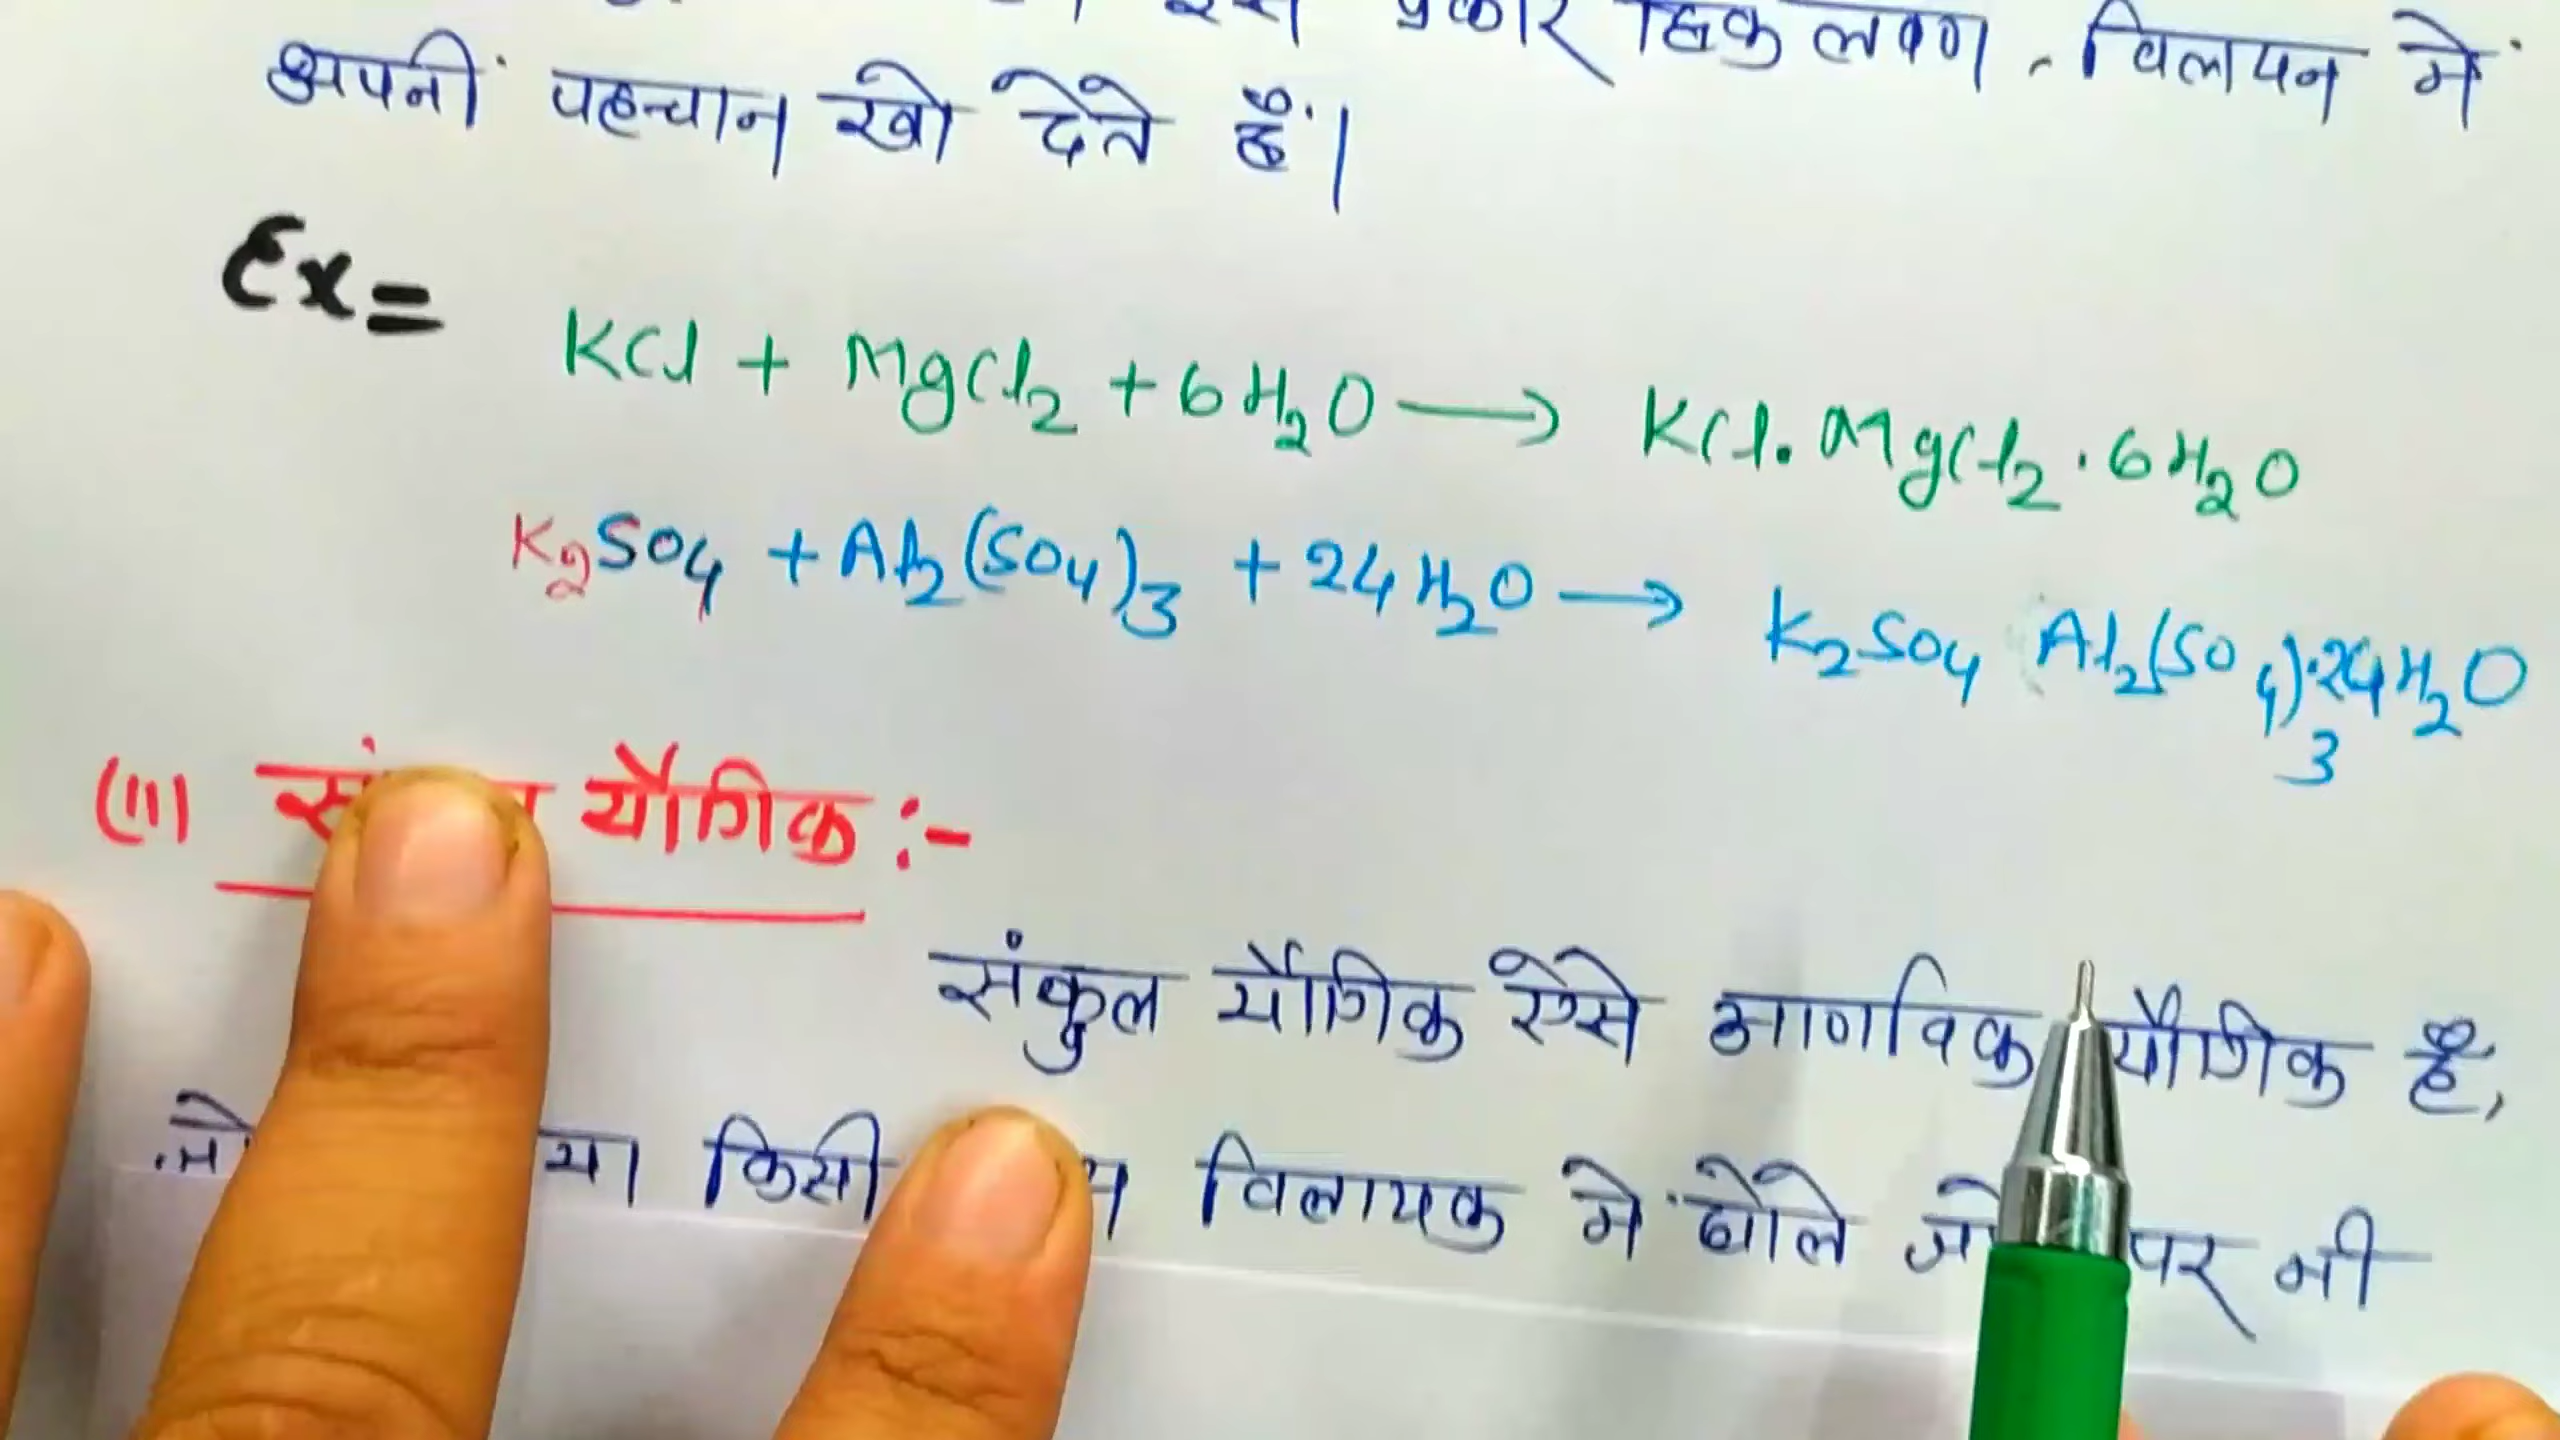 इस प्रकार द्विक लवण, विलयन में
अपनी पहचान खो देते हैं।
Ex=
KCl + MgCl₂ + 6H₂O ⟶ KCl.MgCl₂.6H₂O
K₂SO₄ + Al₂(SO₄)₃ + 24H₂O ⟶ K₂SO₄ Al₂(SO₄)₃.24H₂O
(ii) यौगिक :-
संकुल यौगिक ऐसे आणविक यौगिक है,
जो या किसी विलायक में घोले पर भी